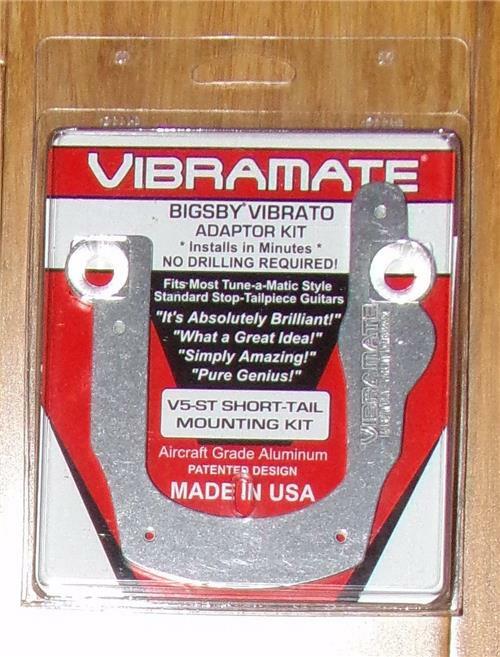 VIBRAMATE®
BIGSBY® VIBRATO
ADAPTOR KIT
* Installs in Minutes *
NO DRILLING REQUIRED!
Fits Most Tune-a-Matic Style
Standard Stop-Tailpiece Guitars
"It's Absolutely Brilliant!"
"What a Great Idea!"
"Simply Amazing!"
"Pure Genius!"
V5-ST SHORT-TAIL
MOUNTING KIT
Aircraft Grade Aluminum
PATENTED DESIGN
MADE IN USA
VIBRAMATE